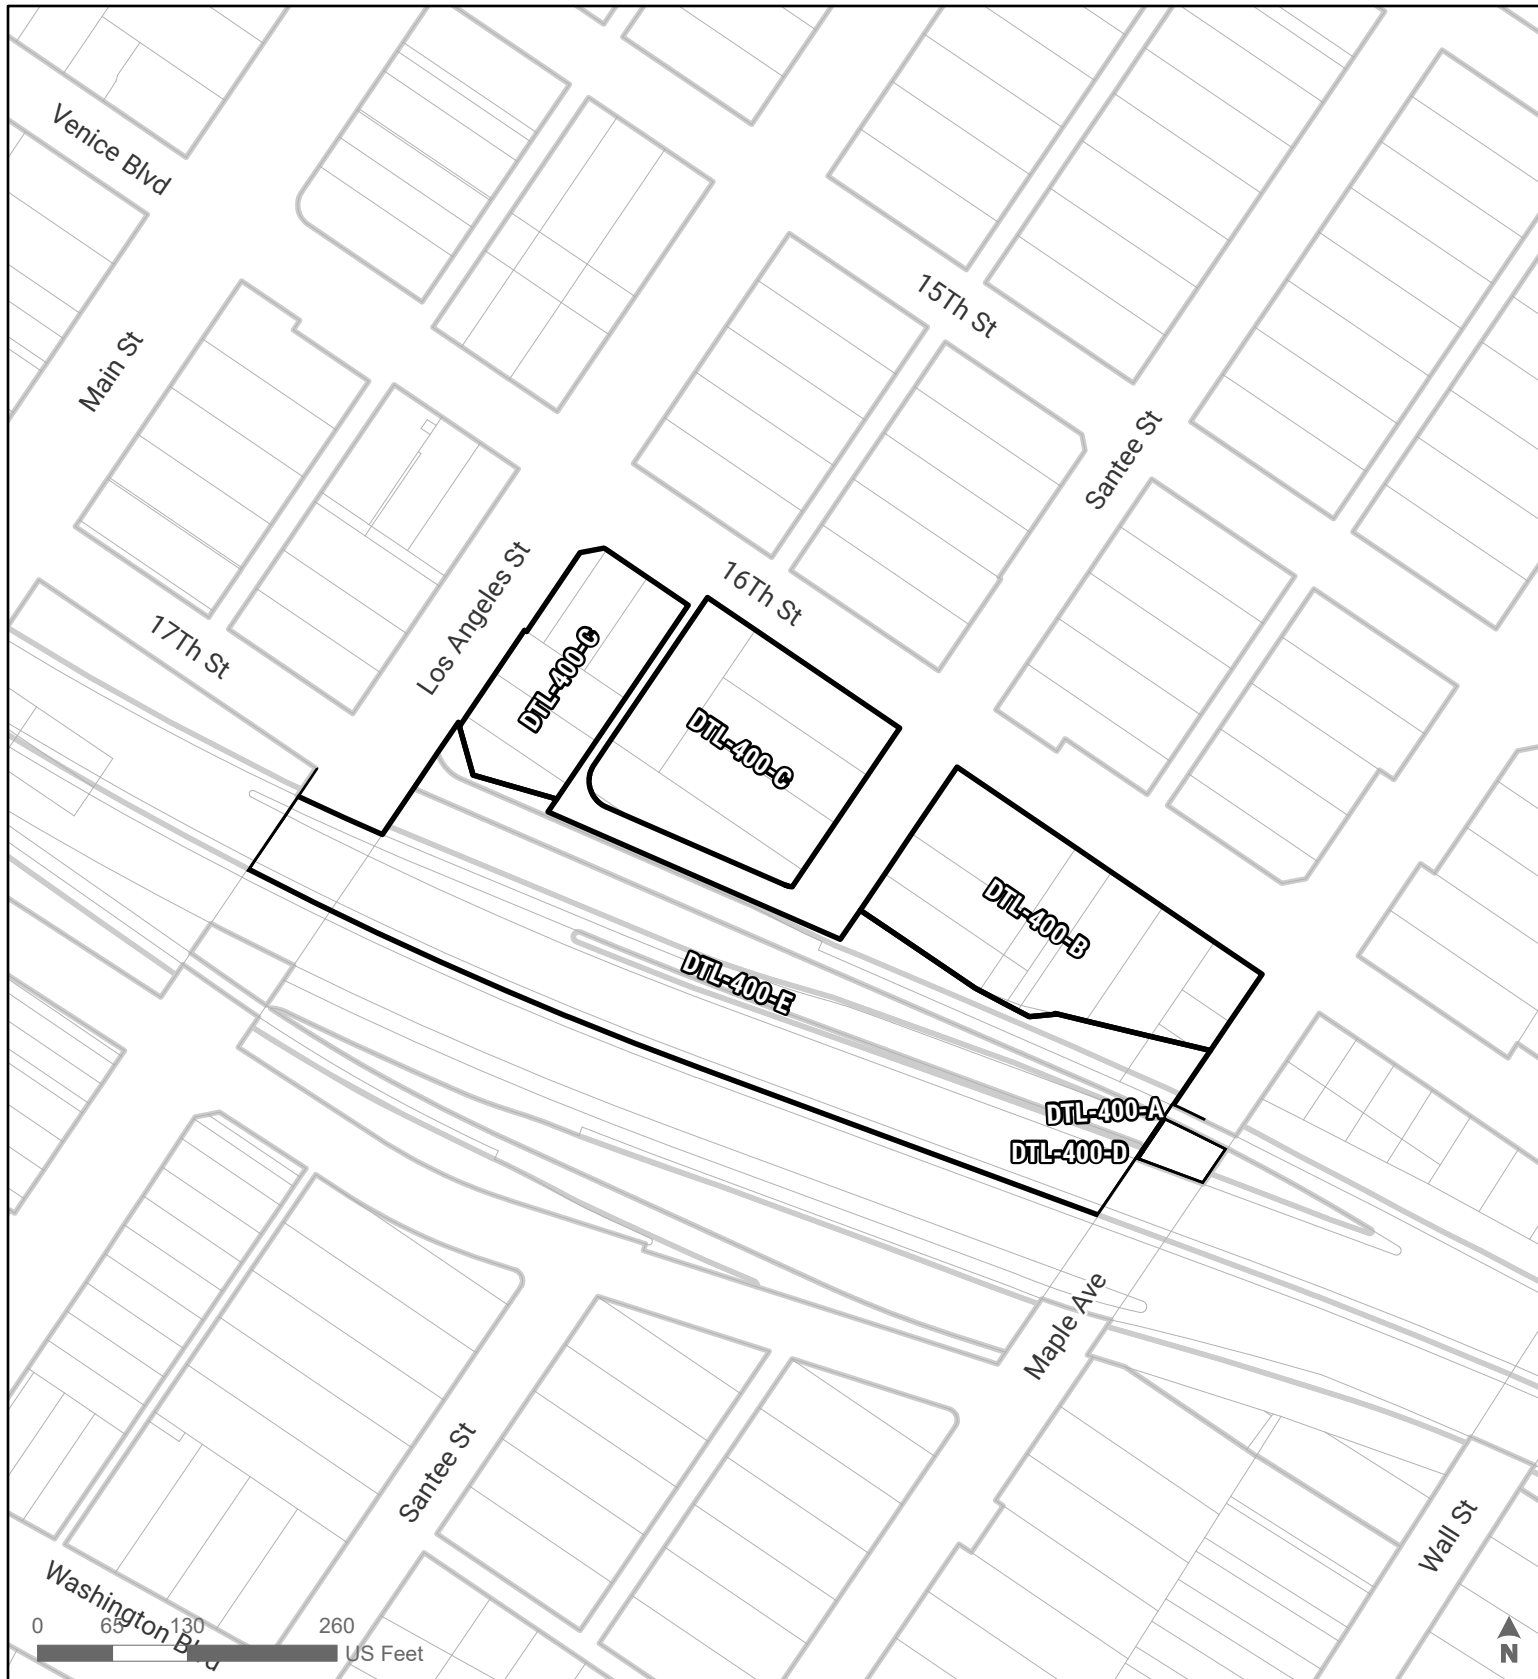 Venice Blvd
15Th St
Main St
Santee St
16Th St
Los Angeles St
17Th St
DTL-400-C
DTL-400-C
DTL-400-B
DTL-400-E
DTL-400-A
DTL-400-D
Maple Ave
Santee St
Wall St
Washington Blvd
0 65 130 260
US Feet
N